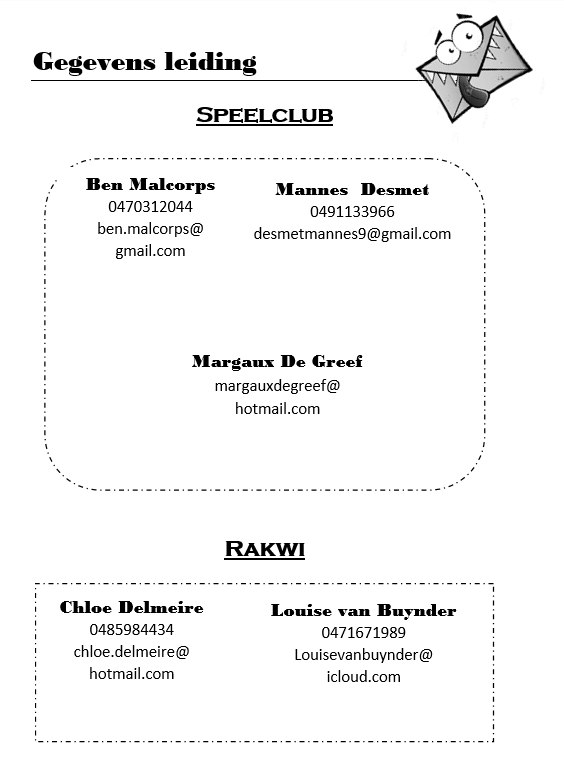 Gegevens leiding
Speelclub
Ben Malcorps
0470312044
ben.malcorps@
gmail.com
Mannes Desmet
0491133966
desmetmannes9@gmail.com
Margaux De Greef
margauxdegreef@
hotmail.com
Rakwi
Chloe Delmeire
0485984434
chloe.delmeire@
hotmail.com
Louise van Buynder
0471671989
Louisevanbuynder@
icloud.com